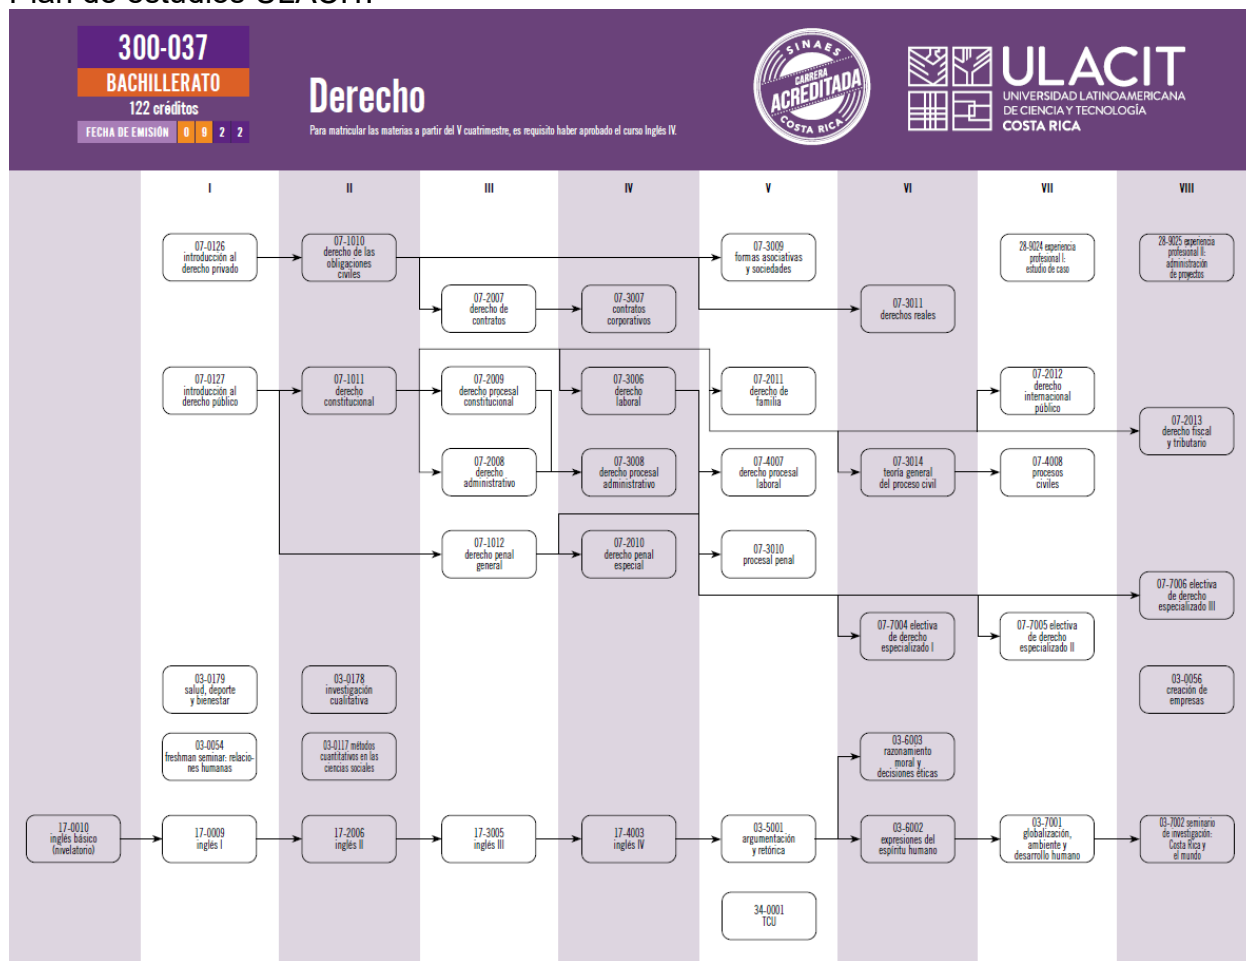 Plan de estudios ULACIT:
300-037
BACHILLERATO
122 créditos
FECHA DE EMISIÓN 0 9 2 2
Derecho
Para matricular las materias a partir del V cuatrimestre, es requisito haber aprobado el curso Inglés IV.
SINAES
CARRERA
ACREDITADA
COSTA RICA
ULACIT
UNIVERSIDAD LATINOAMERICANA
DE CIENCIA Y TECNOLOGÍA
COSTA RICA
I II III IV V VI VII VIII
07-0126
introducción al
derecho privado
07-1010
derecho de las
obligaciones
civiles
07-3009
formas asociativas
y sociedades
28-9024 experiencia
profesional I:
estudio de caso
28-9025 experiencia
profesional II:
administración
de proyectos
07-2007
derecho de
contratos
07-3007
contratos
corporativos
07-3011
derechos reales
07-0127
introducción al
derecho público
07-1011
derecho
constitucional
07-2009
derecho procesal
constitucional
07-3006
derecho
laboral
07-2011
derecho de
familia
07-2012
derecho
internacional
público
07-2013
derecho fiscal
y tributario
07-2008
derecho
administrativo
07-3008
derecho procesal
administrativo
07-4007
derecho procesal
laboral
07-3014
teoría general
del proceso civil
07-4008
procesos
civiles
07-1012
derecho penal
general
07-2010
derecho penal
especial
07-3010
procesal penal
07-7006 electiva
de derecho
especializado III
07-7004 electiva
de derecho
especializado I
07-7005 electiva
de derecho
especializado II
03-0179
salud, deporte
y bienestar
03-0178
investigación
cualitativa
03-0056
creación de
empresas
03-0054
freshman seminar: relacio-
nes humanas
03-0117 métodos
cuantitativos en las
ciencias sociales
03-6003
razonamiento
moral y
decisiones éticas
17-0010
inglés básico
(nivelatorio)
17-0009
inglés I
17-2006
inglés II
17-3005
inglés III
17-4003
inglés IV
03-5001
argumentación
y retórica
03-6002
expresiones del
espíritu humano
03-7001
globalización,
ambiente y
desarrollo humano
03-7002 seminario
de investigación:
Costa Rica y
el mundo
34-0001
TCU